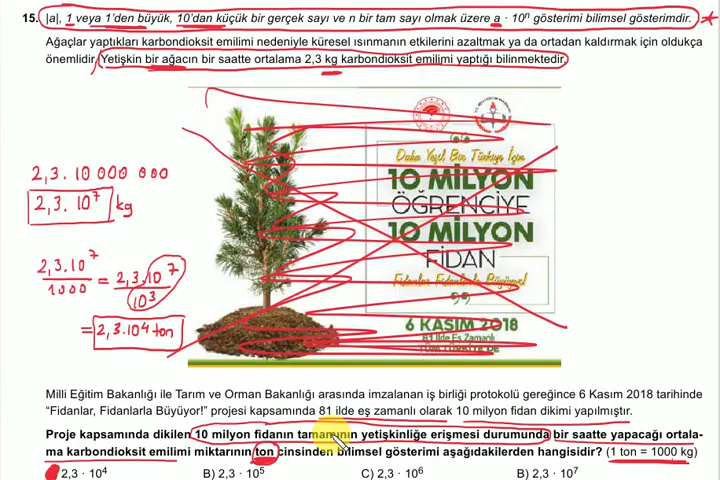 15. |a|, 1 veya 1'den büyük, 10'dan küçük bir gerçek sayı ve n bir tam sayı olmak üzere a · 10ⁿ gösterimi bilimsel gösterimdir.
Ağaçlar yaptıkları karbondioksit emilimi nedeniyle küresel ısınmanın etkilerini azaltmak ya da ortadan kaldırmak için oldukça
önemlidir. Yetişkin bir ağacın bir saatte ortalama 2,3 kg karbondioksit emilimi yaptığı bilinmektedir.
Daha Yeşil Bir Türkiye İçin
10 MİLYON
ÖĞRENCİYE
10 MİLYON
FİDAN
Fidanlar Fidanlarla Büyüyor!
6 KASIM 2018
81 İlde Eş Zamanlı
2,3. 10 000 000
2,3. 10⁷ kg
2,3.10⁷ / 1000 = 2,3.10⁷ / 10³
= 2,3.10⁴ ton
Milli Eğitim Bakanlığı ile Tarım ve Orman Bakanlığı arasında imzalanan iş birliği protokolü gereğince 6 Kasım 2018 tarihinde
"Fidanlar, Fidanlarla Büyüyor!" projesi kapsamında 81 ilde eş zamanlı olarak 10 milyon fidan dikimi yapılmıştır.
Proje kapsamında dikilen 10 milyon fidanın tamamının yetişkinliğe erişmesi durumunda bir saatte yapacağı ortala-
ma karbondioksit emilimi miktarının ton cinsinden bilimsel gösterimi aşağıdakilerden hangisidir? (1 ton = 1000 kg)
2,3 · 10⁴ B) 2,3 · 10⁵ C) 2,3 · 10⁶ B) 2,3 · 10⁷